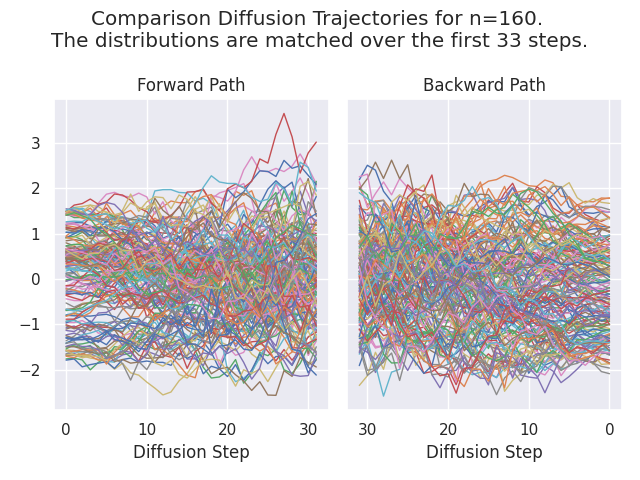 Comparison Diffusion Trajectories for n=160.
The distributions are matched over the first 33 steps.
Forward Path
Backward Path
3
2
1
0
−1
−2
0 10 20 30
30 20 10 0
Diffusion Step
Diffusion Step